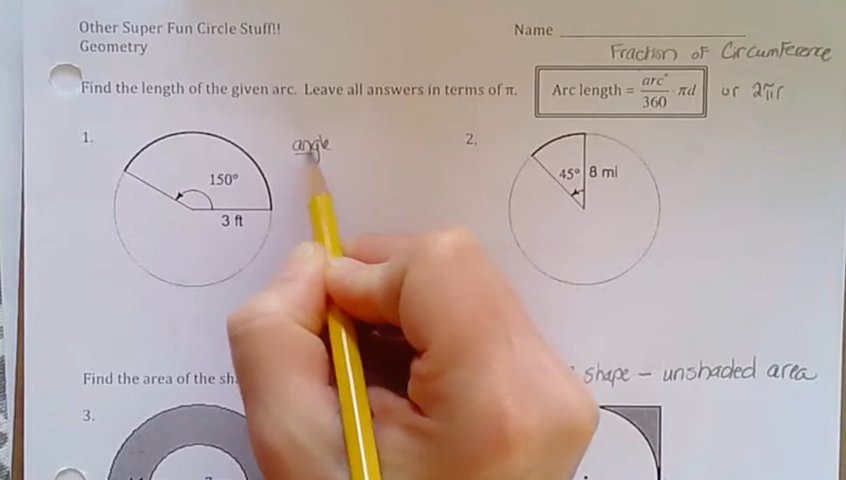 Other Super Fun Circle Stuff!!
Name
Geometry
Fraction of Circumference
Find the length of the given arc. Leave all answers in terms of π.
Arc length = arc° / 360 · πd
or 2πr
1.
angle
150°
3 ft
2.
45°
8 mi
Find the area of the sh
shape – unshaded area
3.